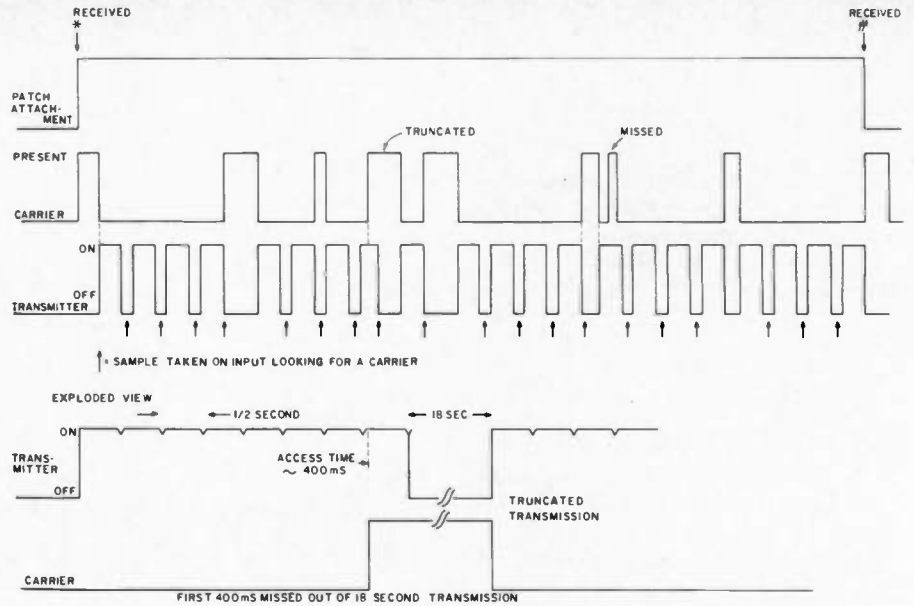 RECEIVED
*
RECEIVED
#
PATCH
ATTACH-
MENT
TRUNCATED
MISSED
PRESENT
CARRIER
ON
OFF
TRANSMITTER
= SAMPLE TAKEN ON INPUT LOOKING FOR A CARRIER
EXPLODED VIEW
1/2 SECOND
18 SEC
ON
TRANS-
MITTER
OFF
ACCESS TIME
~ 400mS
TRUNCATED
TRANSMISSION
CARRIER
FIRST 400mS MISSED OUT OF 18 SECOND TRANSMISSION